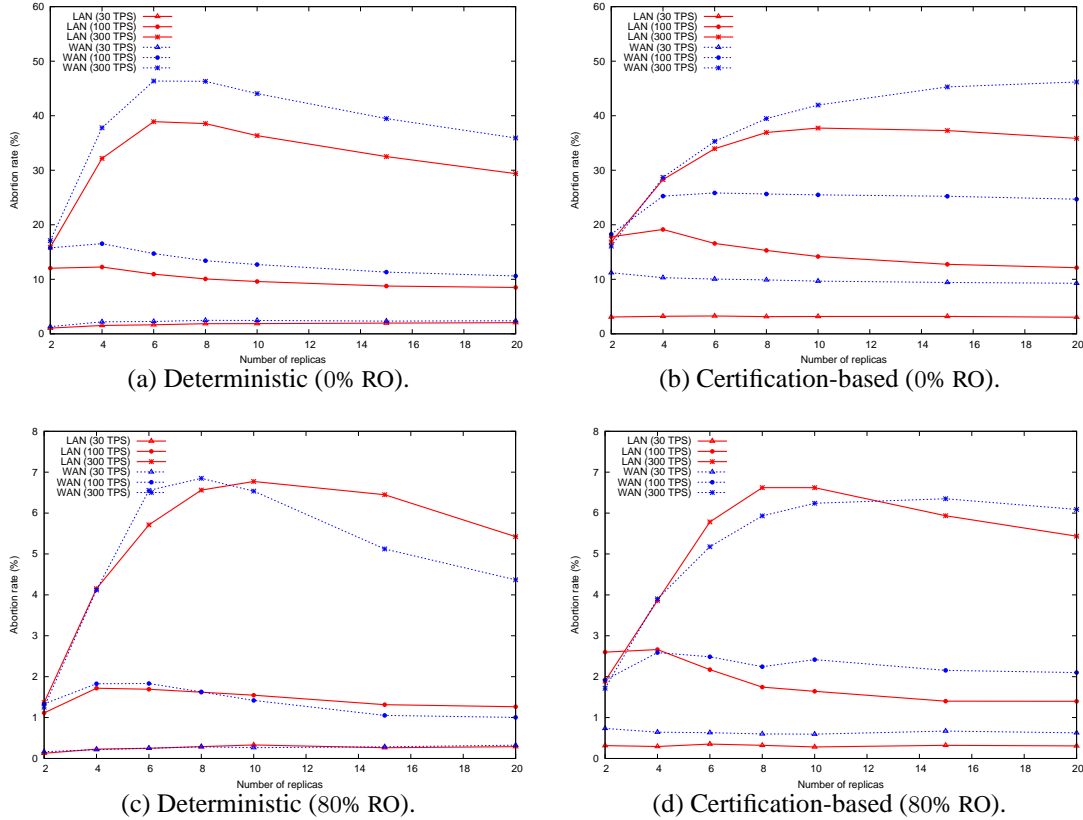 60
50
40
30
20
10
0
Abortion rate (%)
LAN (30 TPS)
LAN (100 TPS)
LAN (300 TPS)
WAN (30 TPS)
WAN (100 TPS)
WAN (300 TPS)
2 4 6 8 10 12 14 16 18 20
Number of replicas
(a) Deterministic (0% RO).
60
50
40
30
20
10
0
Abortion rate (%)
LAN (30 TPS)
LAN (100 TPS)
LAN (300 TPS)
WAN (30 TPS)
WAN (100 TPS)
WAN (300 TPS)
2 4 6 8 10 12 14 16 18 20
Number of replicas
(b) Certification-based (0% RO).
8
7
6
5
4
3
2
1
0
Abortion rate (%)
LAN (30 TPS)
LAN (100 TPS)
LAN (300 TPS)
WAN (30 TPS)
WAN (100 TPS)
WAN (300 TPS)
2 4 6 8 10 12 14 16 18 20
Number of replicas
(c) Deterministic (80% RO).
8
7
6
5
4
3
2
1
0
Abortion rate (%)
LAN (30 TPS)
LAN (100 TPS)
LAN (300 TPS)
WAN (30 TPS)
WAN (100 TPS)
WAN (300 TPS)
2 4 6 8 10 12 14 16 18 20
Number of replicas
(d) Certification-based (80% RO).